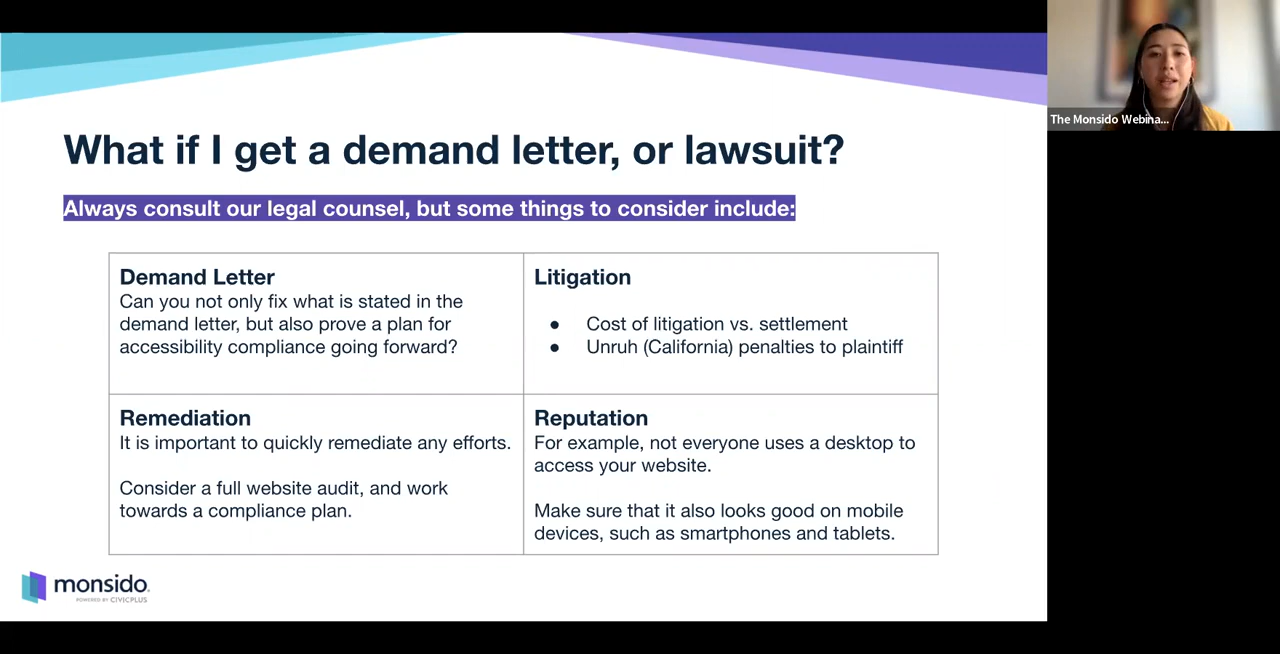 The Monsido Webina...
What if I get a demand letter, or lawsuit?
Always consult our legal counsel, but some things to consider include:
Demand Letter
Can you not only fix what is stated in the
demand letter, but also prove a plan for
accessibility compliance going forward?
Litigation
● Cost of litigation vs. settlement
● Unruh (California) penalties to plaintiff
Remediation
It is important to quickly remediate any efforts.
Consider a full website audit, and work
towards a compliance plan.
Reputation
For example, not everyone uses a desktop to
access your website.
Make sure that it also looks good on mobile
devices, such as smartphones and tablets.
monsido
POWERED BY CIVICPLUS